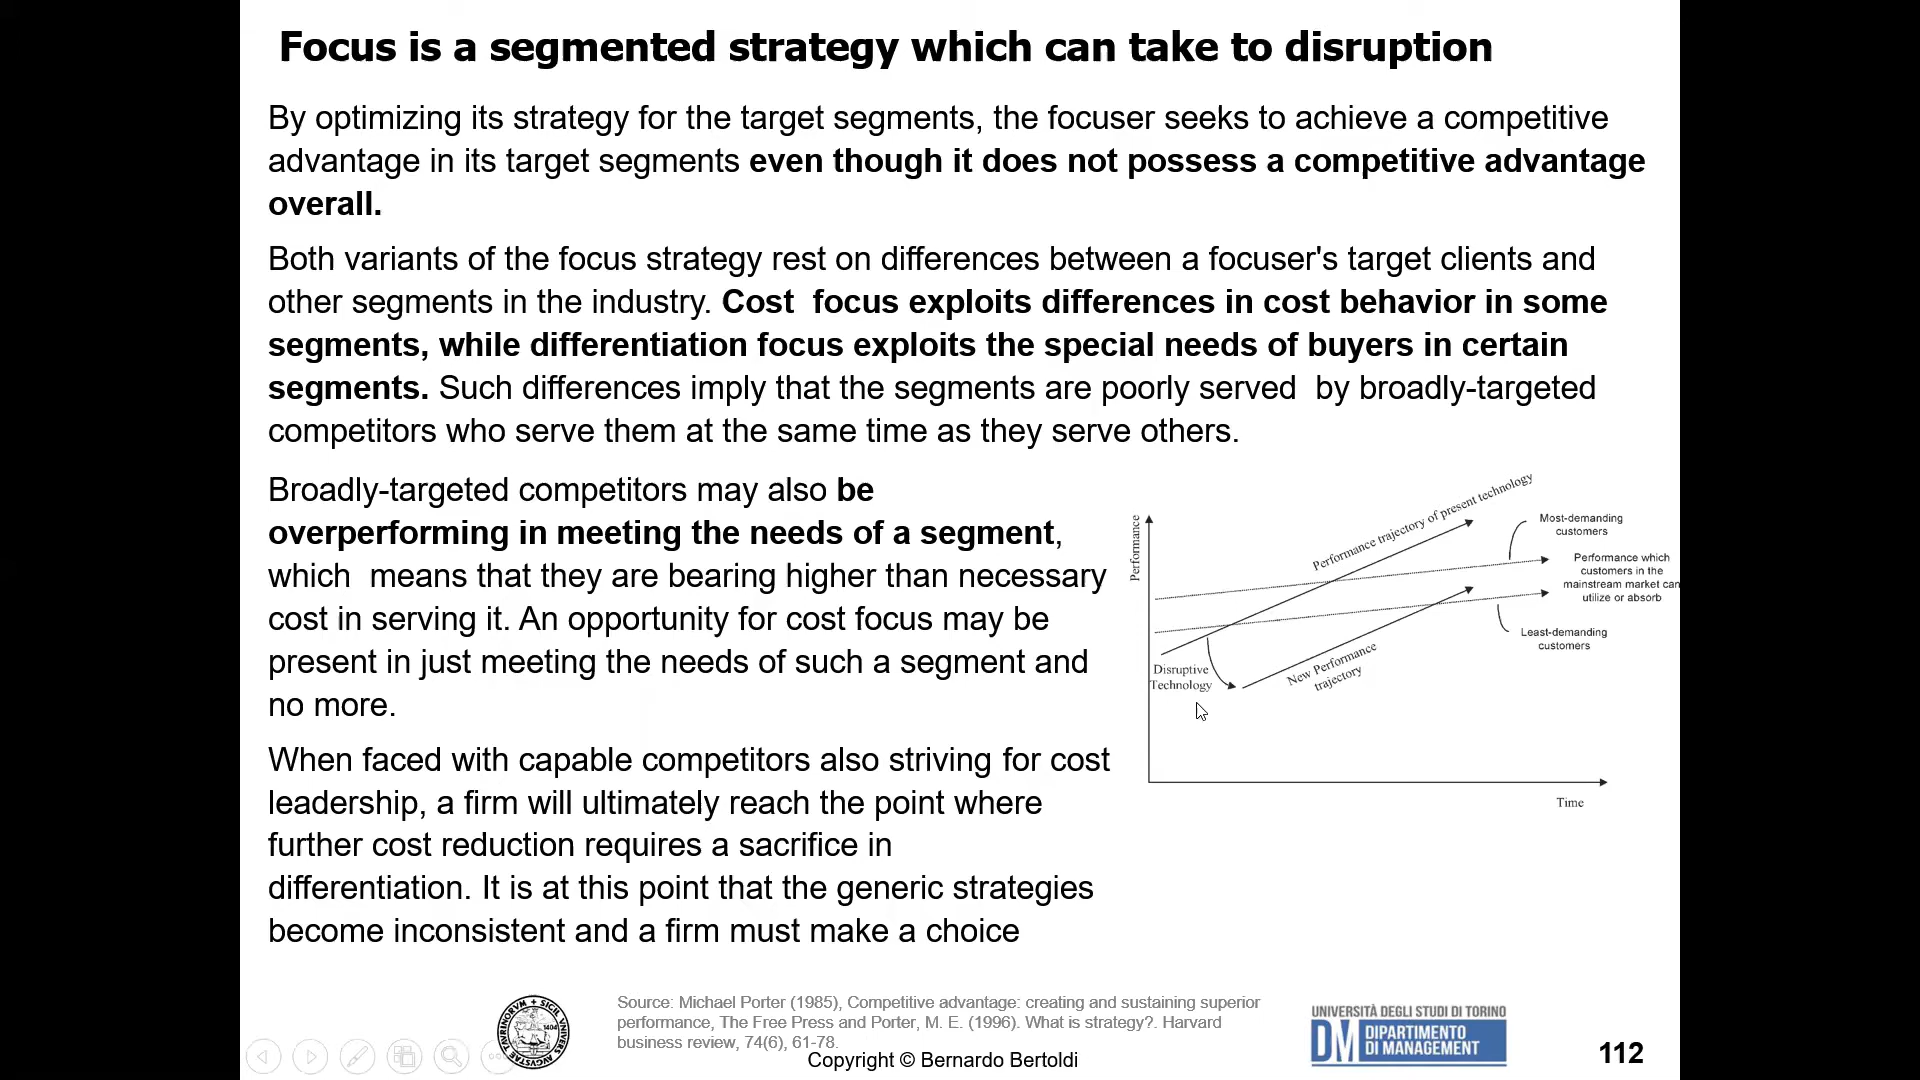 Focus is a segmented strategy which can take to disruption
By optimizing its strategy for the target segments, the focuser seeks to achieve a competitive
advantage in its target segments even though it does not possess a competitive advantage
overall.
Both variants of the focus strategy rest on differences between a focuser's target clients and
other segments in the industry. Cost focus exploits differences in cost behavior in some
segments, while differentiation focus exploits the special needs of buyers in certain
segments. Such differences imply that the segments are poorly served by broadly-targeted
competitors who serve them at the same time as they serve others.
Broadly-targeted competitors may also be
overperforming in meeting the needs of a segment,
which means that they are bearing higher than necessary
cost in serving it. An opportunity for cost focus may be
present in just meeting the needs of such a segment and
no more.
When faced with capable competitors also striving for cost
leadership, a firm will ultimately reach the point where
further cost reduction requires a sacrifice in
differentiation. It is at this point that the generic strategies
become inconsistent and a firm must make a choice
Performance
Performance trajectory of present technology
Most-demanding
customers
Performance which
customers in the
mainstream market can
utilize or absorb
Least-demanding
customers
Disruptive
Technology
New Performance
trajectory
Time
Source: Michael Porter (1985), Competitive advantage: creating and sustaining superior
performance, The Free Press and Porter, M. E. (1996). What is strategy?. Harvard
business review, 74(6), 61-78.
Copyright © Bernardo Bertoldi
UNIVERSITÀ DEGLI STUDI DI TORINO
DM DIPARTIMENTO
DI MANAGEMENT
112